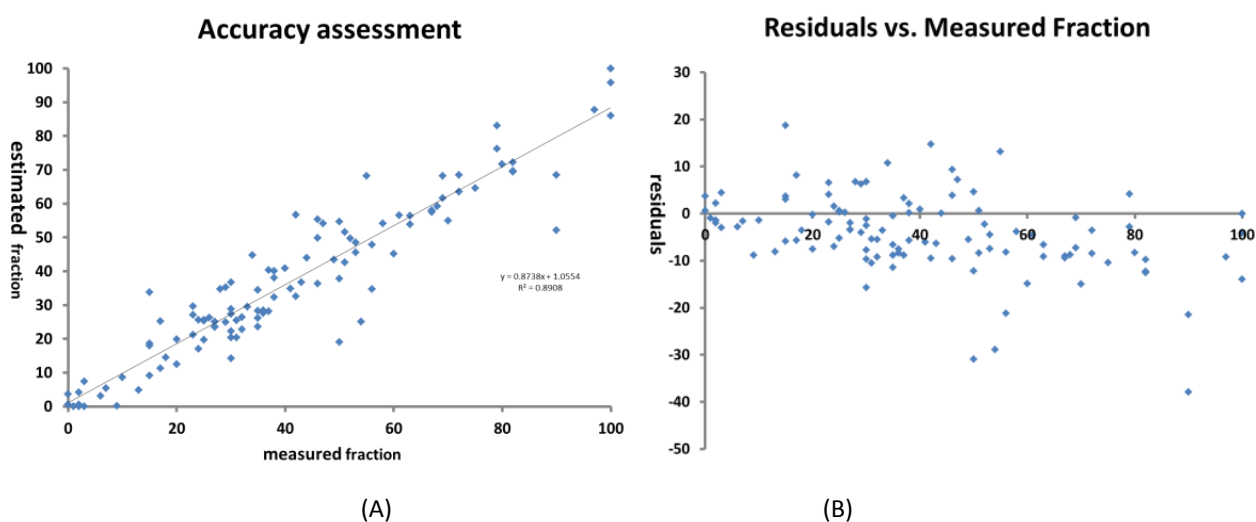 Accuracy assessment
100
90
80
70
60
50
40
30
20
10
0
estimated fraction
y = 0.8738x + 1.0554
R² = 0.8908
0 20 40 60 80 100
measured fraction
(A)
Residuals vs. Measured Fraction
30
20
10
0
-10
-20
-30
-40
-50
residuals
0 20 40 60 80 100
(B)